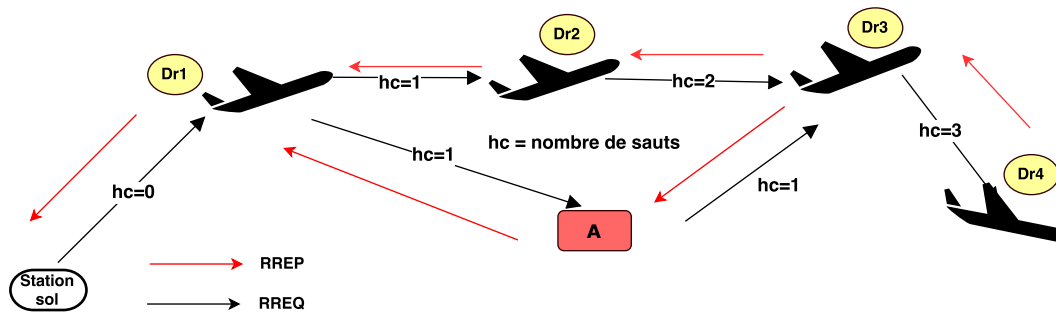 Dr1
Dr2
Dr3
hc=1
hc=2
hc=1
hc = nombre de sauts
hc=3
hc=0
hc=1
Dr4
A
Station
sol
RREP
RREQ